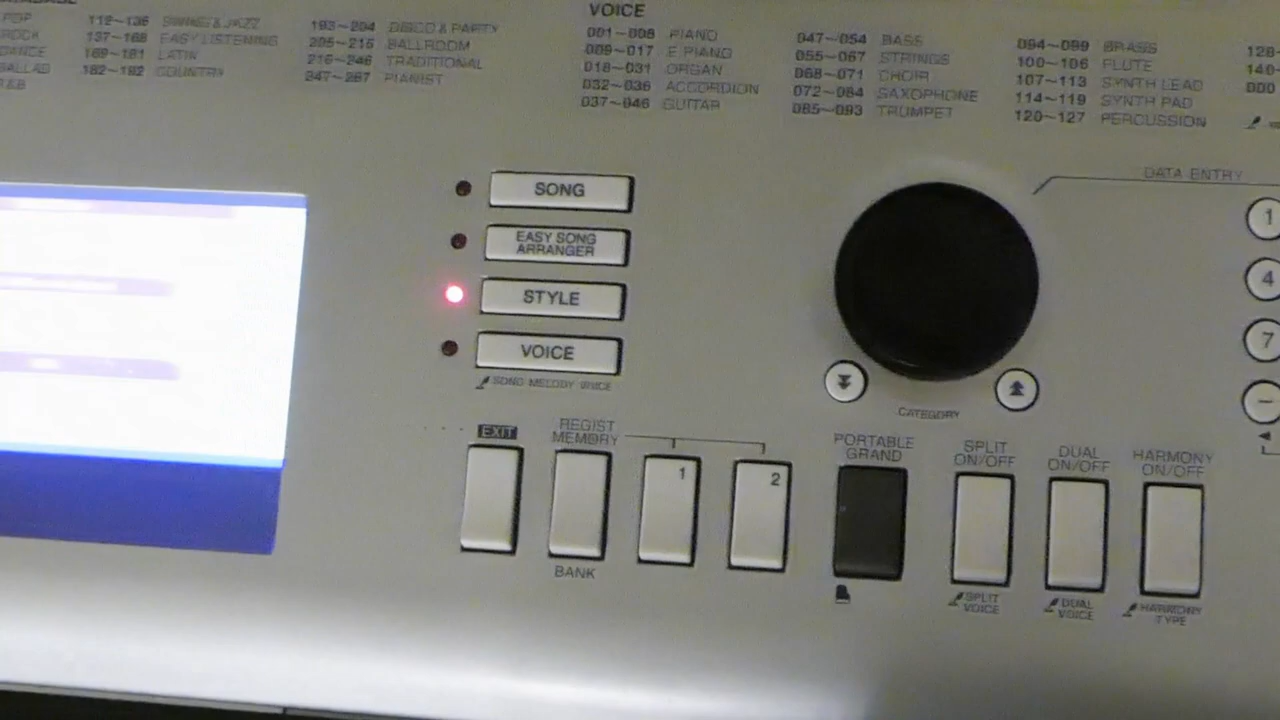 POP
ROCK
DANCE
BALLAD
R&B
112~136 SWING & JAZZ
137~168 EASY LISTENING
169~181 LATIN
182~192 COUNTRY
193~204 DISCO & PARTY
205~215 BALLROOM
216~246 TRADITIONAL
247~267 PIANIST
VOICE
001~008 PIANO
009~017 E.PIANO
018~031 ORGAN
032~036 ACCORDION
037~046 GUITAR
047~054 BASS
055~067 STRINGS
068~071 CHOIR
072~084 SAXOPHONE
085~093 TRUMPET
094~099 BRASS
100~106 FLUTE
107~113 SYNTH LEAD
114~119 SYNTH PAD
120~127 PERCUSSION
128
140
000
DATA ENTRY
SONG
EASY SONG
ARRANGER
STYLE
VOICE
SONG MELODY VOICE
1
4
7
−
CATEGORY
EXIT
REGIST
MEMORY
1
2
BANK
PORTABLE
GRAND
SPLIT
ON/OFF
DUAL
ON/OFF
HARMONY
ON/OFF
SPLIT
VOICE
DUAL
VOICE
HARMONY
TYPE